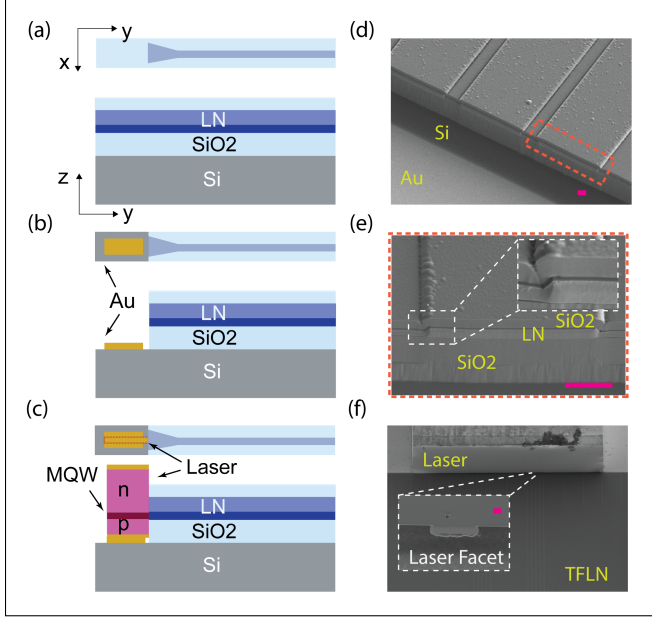 (a)
y
x
LN
SiO2
Si
z
y
(b)
Au
LN
SiO2
Si
(c)
MQW
Laser
n
p
LN
SiO2
Si
(d)
Si
Au
(e)
SiO2
LN
SiO2
(f)
Laser
Laser Facet
TFLN